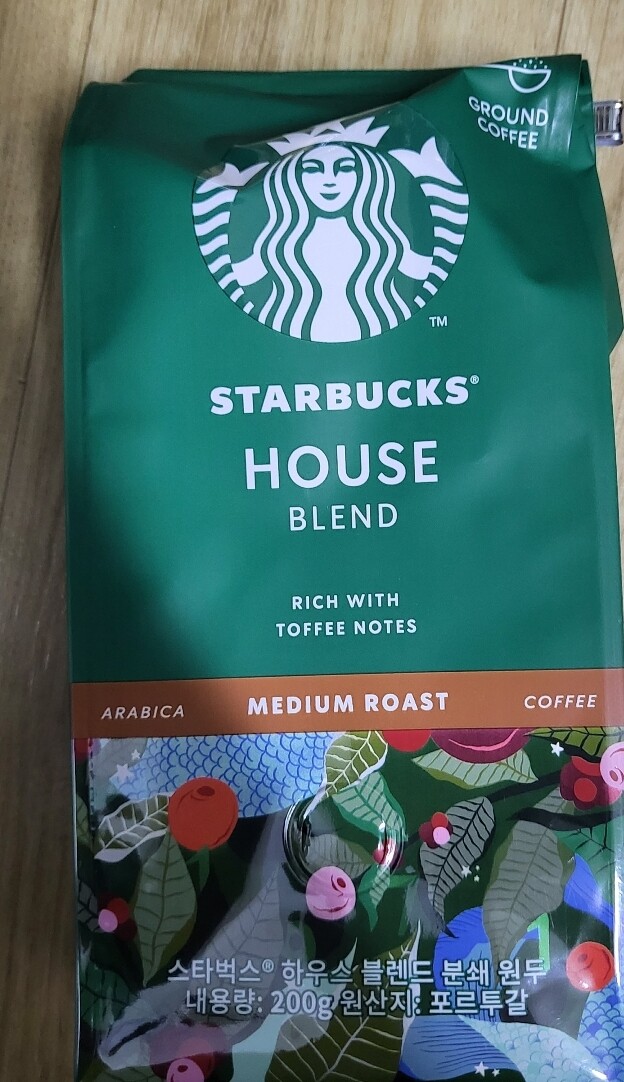 GROUND
COFFEE
TM
STARBUCKS®
HOUSE
BLEND
RICH WITH
TOFFEE NOTES
ARABICA MEDIUM ROAST COFFEE
스타벅스® 하우스 블렌드 분쇄 원두
내용량: 200g 원산지: 포르투갈